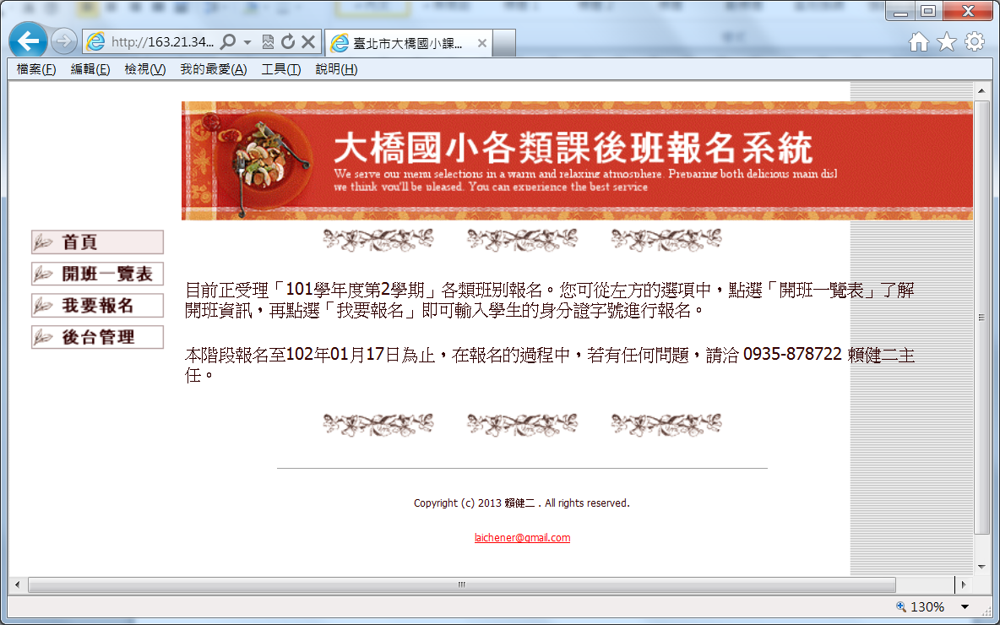 http://163.21.34...
臺北市大橋國小課...
檔案(F) 編輯(E) 檢視(V) 我的最愛(A) 工具(T) 說明(H)
大橋國小各類課後班報名系統
We serve our menu selections in a warm and relaxing atmosphere. Preparing both delicious main disl
we think you'll be pleased. You can experience the best service
首頁
開班一覽表
我要報名
後台管理
目前正受理「101學年度第2學期」各類班別報名。您可從左方的選項中，點選「開班一覽表」了解
開班資訊，再點選「我要報名」即可輸入學生的身分證字號進行報名。
本階段報名至102年01月17日為止，在報名的過程中，若有任何問題，請洽 0935-878722 賴健二主
任。
Copyright (c) 2013 賴健二 . All rights reserved.
laichener@gmail.com
130%